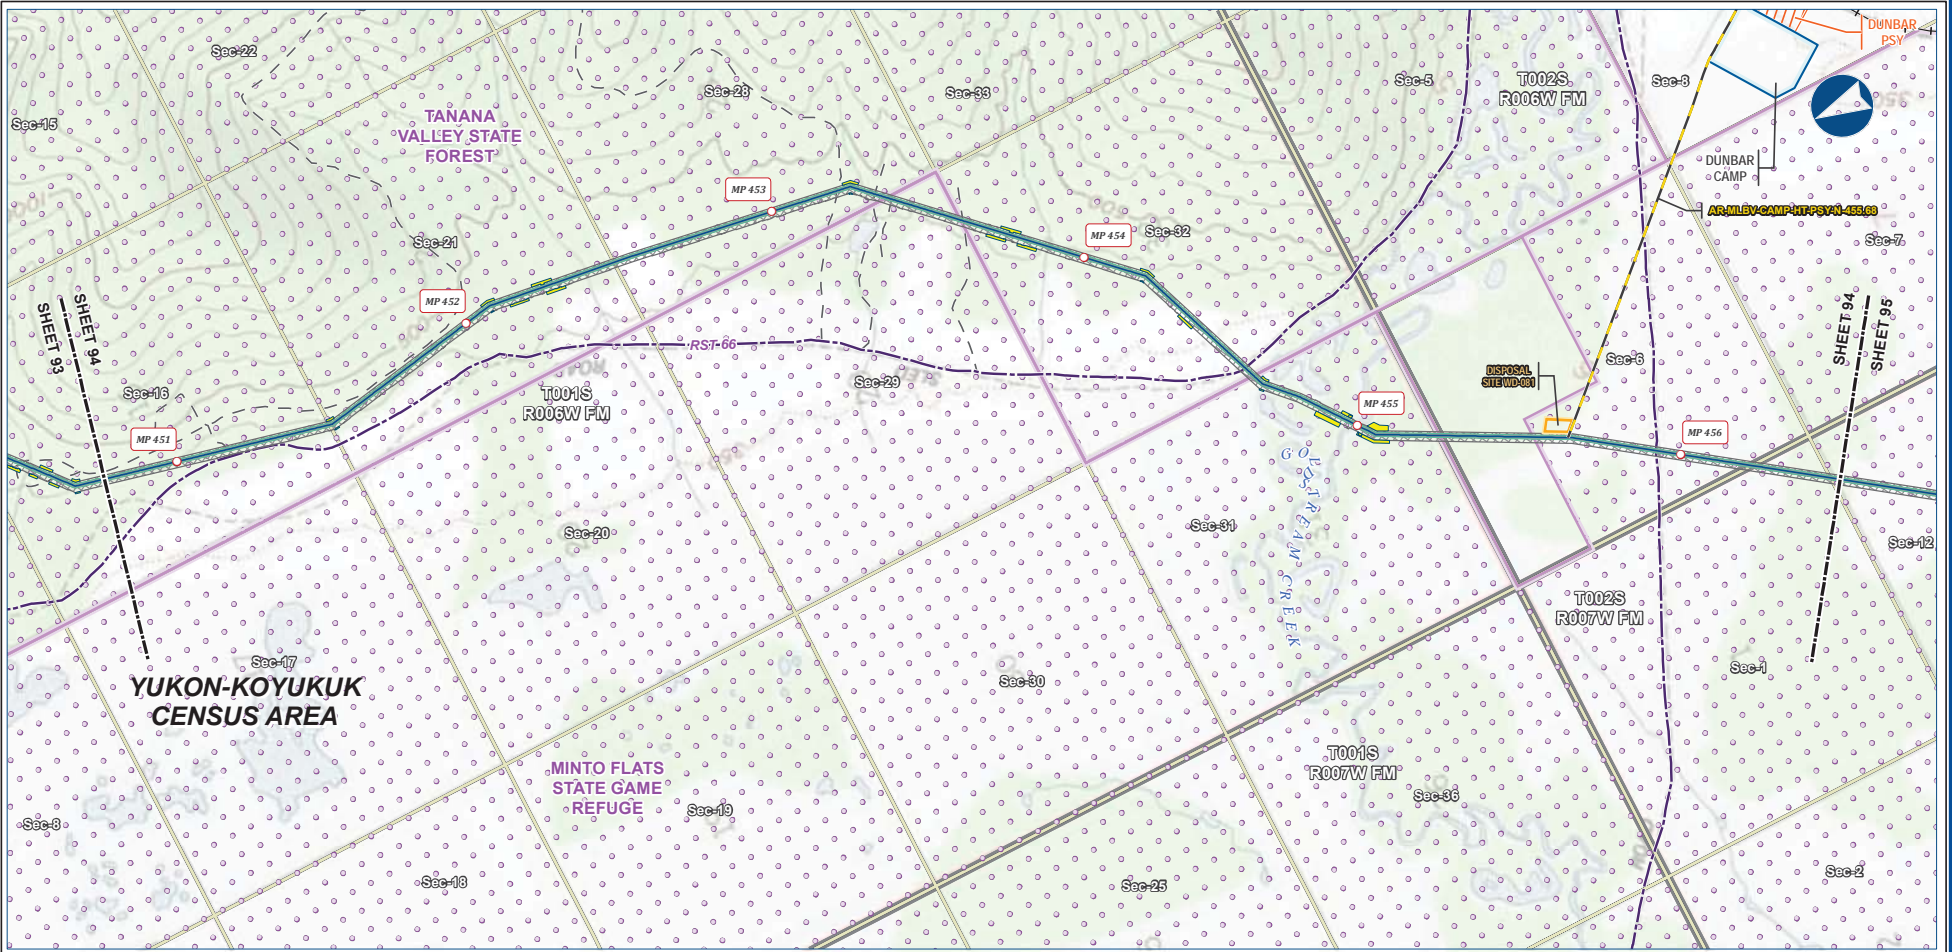 Sec-22
Sec-15
TANANA
VALLEY STATE
FOREST
Sec-28
Sec-33
Sec-5
T002S
R006W FM
Sec-8
DUNBAR
PSY
DUNBAR
CAMP
AR-MLBV-CAMP-HT-PSY-N-455.68
Sec-7
MP 453
MP 454
Sec-32
Sec-21
MP 452
SHEET 93
SHEET 94
RST 66
Sec-16
MP 451
T001S
R006W FM
Sec-29
DISPOSAL
SITE WD-081
Sec-6
SHEET 94
SHEET 95
MP 455
MP 456
GOLDSTREAM CREEK
Sec-20
Sec-31
Sec-12
T002S
R007W FM
Sec-17
YUKON-KOYUKUK
CENSUS AREA
Sec-30
Sec-1
MINTO FLATS
STATE GAME
REFUGE
T001S
R007W FM
Sec-19
Sec-36
Sec-8
Sec-18
Sec-25
Sec-2